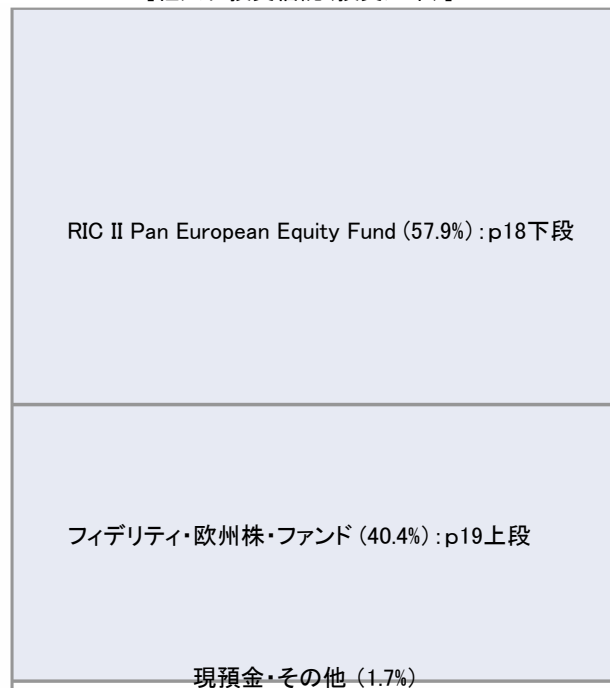 RIC II Pan European Equity Fund (57.9%):p18下段
フィデリティ・欧州株・ファンド (40.4%):p19上段
現預金・その他 (1.7%)